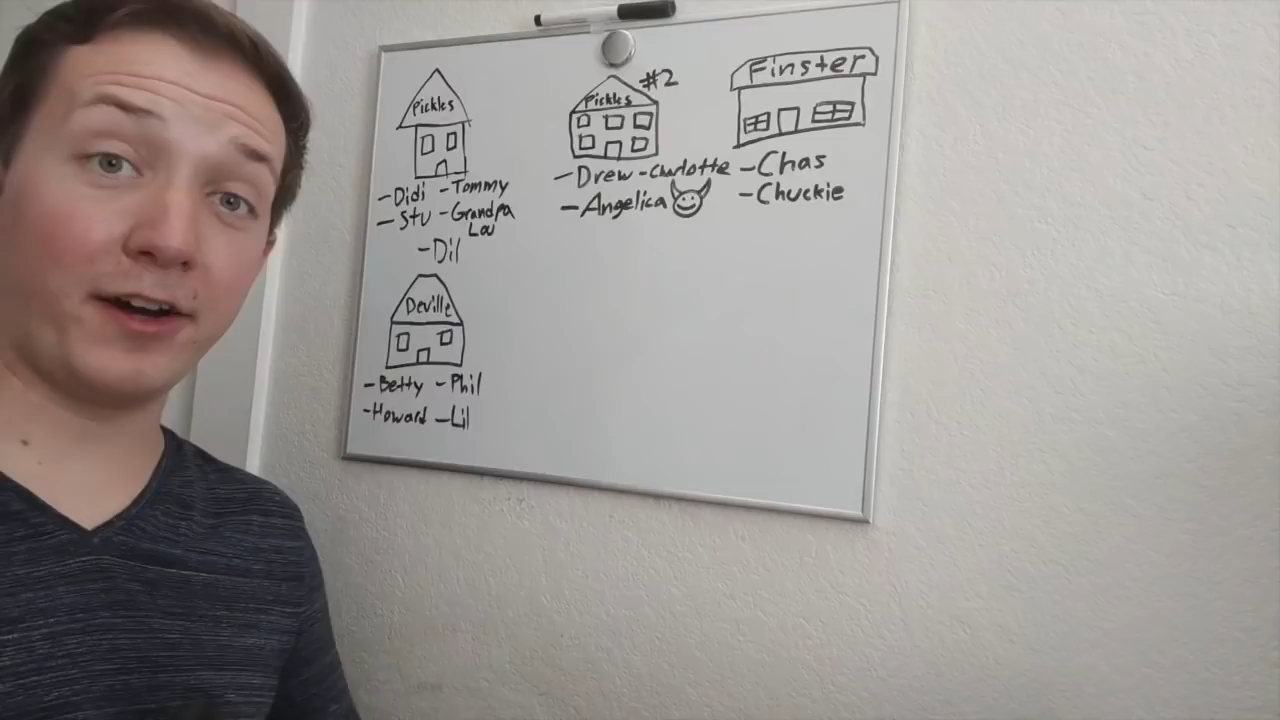 Pickles
- Didi - Tommy
- Stu - Grandpa Lou
- Dil
Pickles #2
- Drew - Charlotte
- Angelica
Finster
- Chas
- Chuckie
Deville
- Betty - Phil
- Howard - Lil